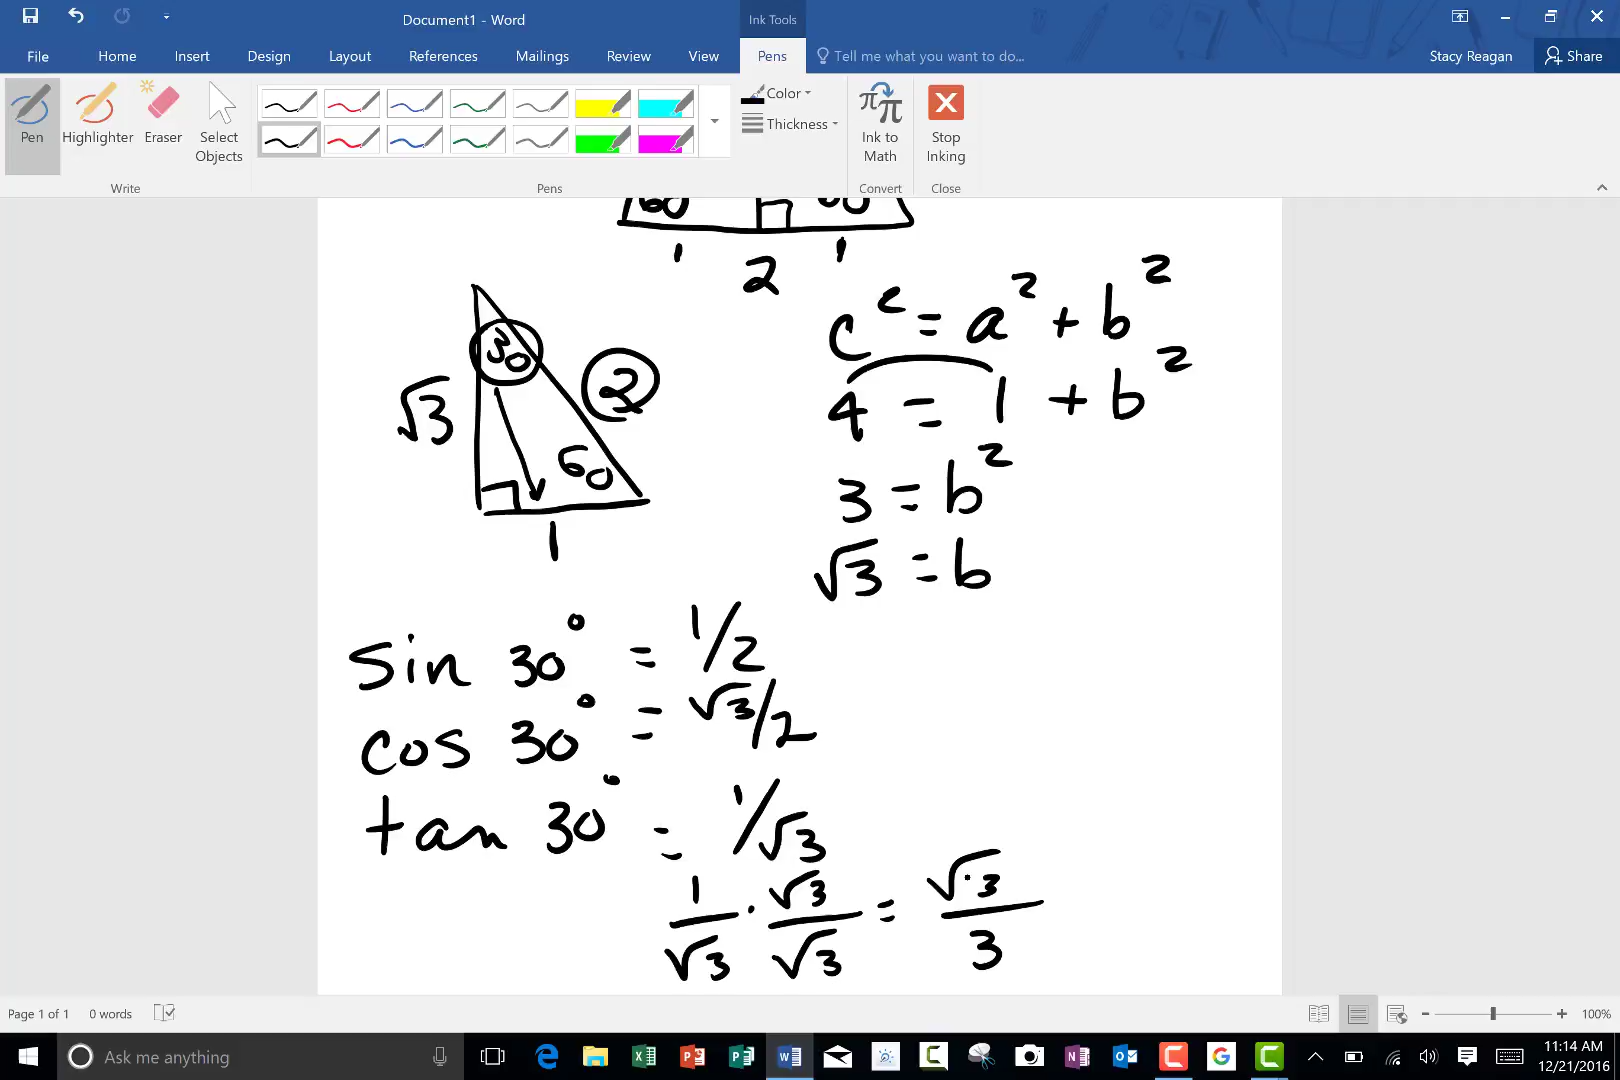 Document1 - Word
Ink Tools
File Home Insert Design Layout References Mailings Review View Pens Tell me what you want to do... Stacy Reagan Share
Pen Highlighter Eraser Select Objects
Color
Thickness
Ink to Math
Stop Inking
Write Pens Convert Close
60 60
1 2 1
30
√3 2
60
1
c² = a² + b²
4 = 1 + b²
3 = b²
√3 = b
sin 30° = 1/2
cos 30° = √3/2
tan 30° = 1/√3
1/√3 · √3/√3 = √3/3
Page 1 of 1 0 words 100%
Ask me anything
11:14 AM
12/21/2016